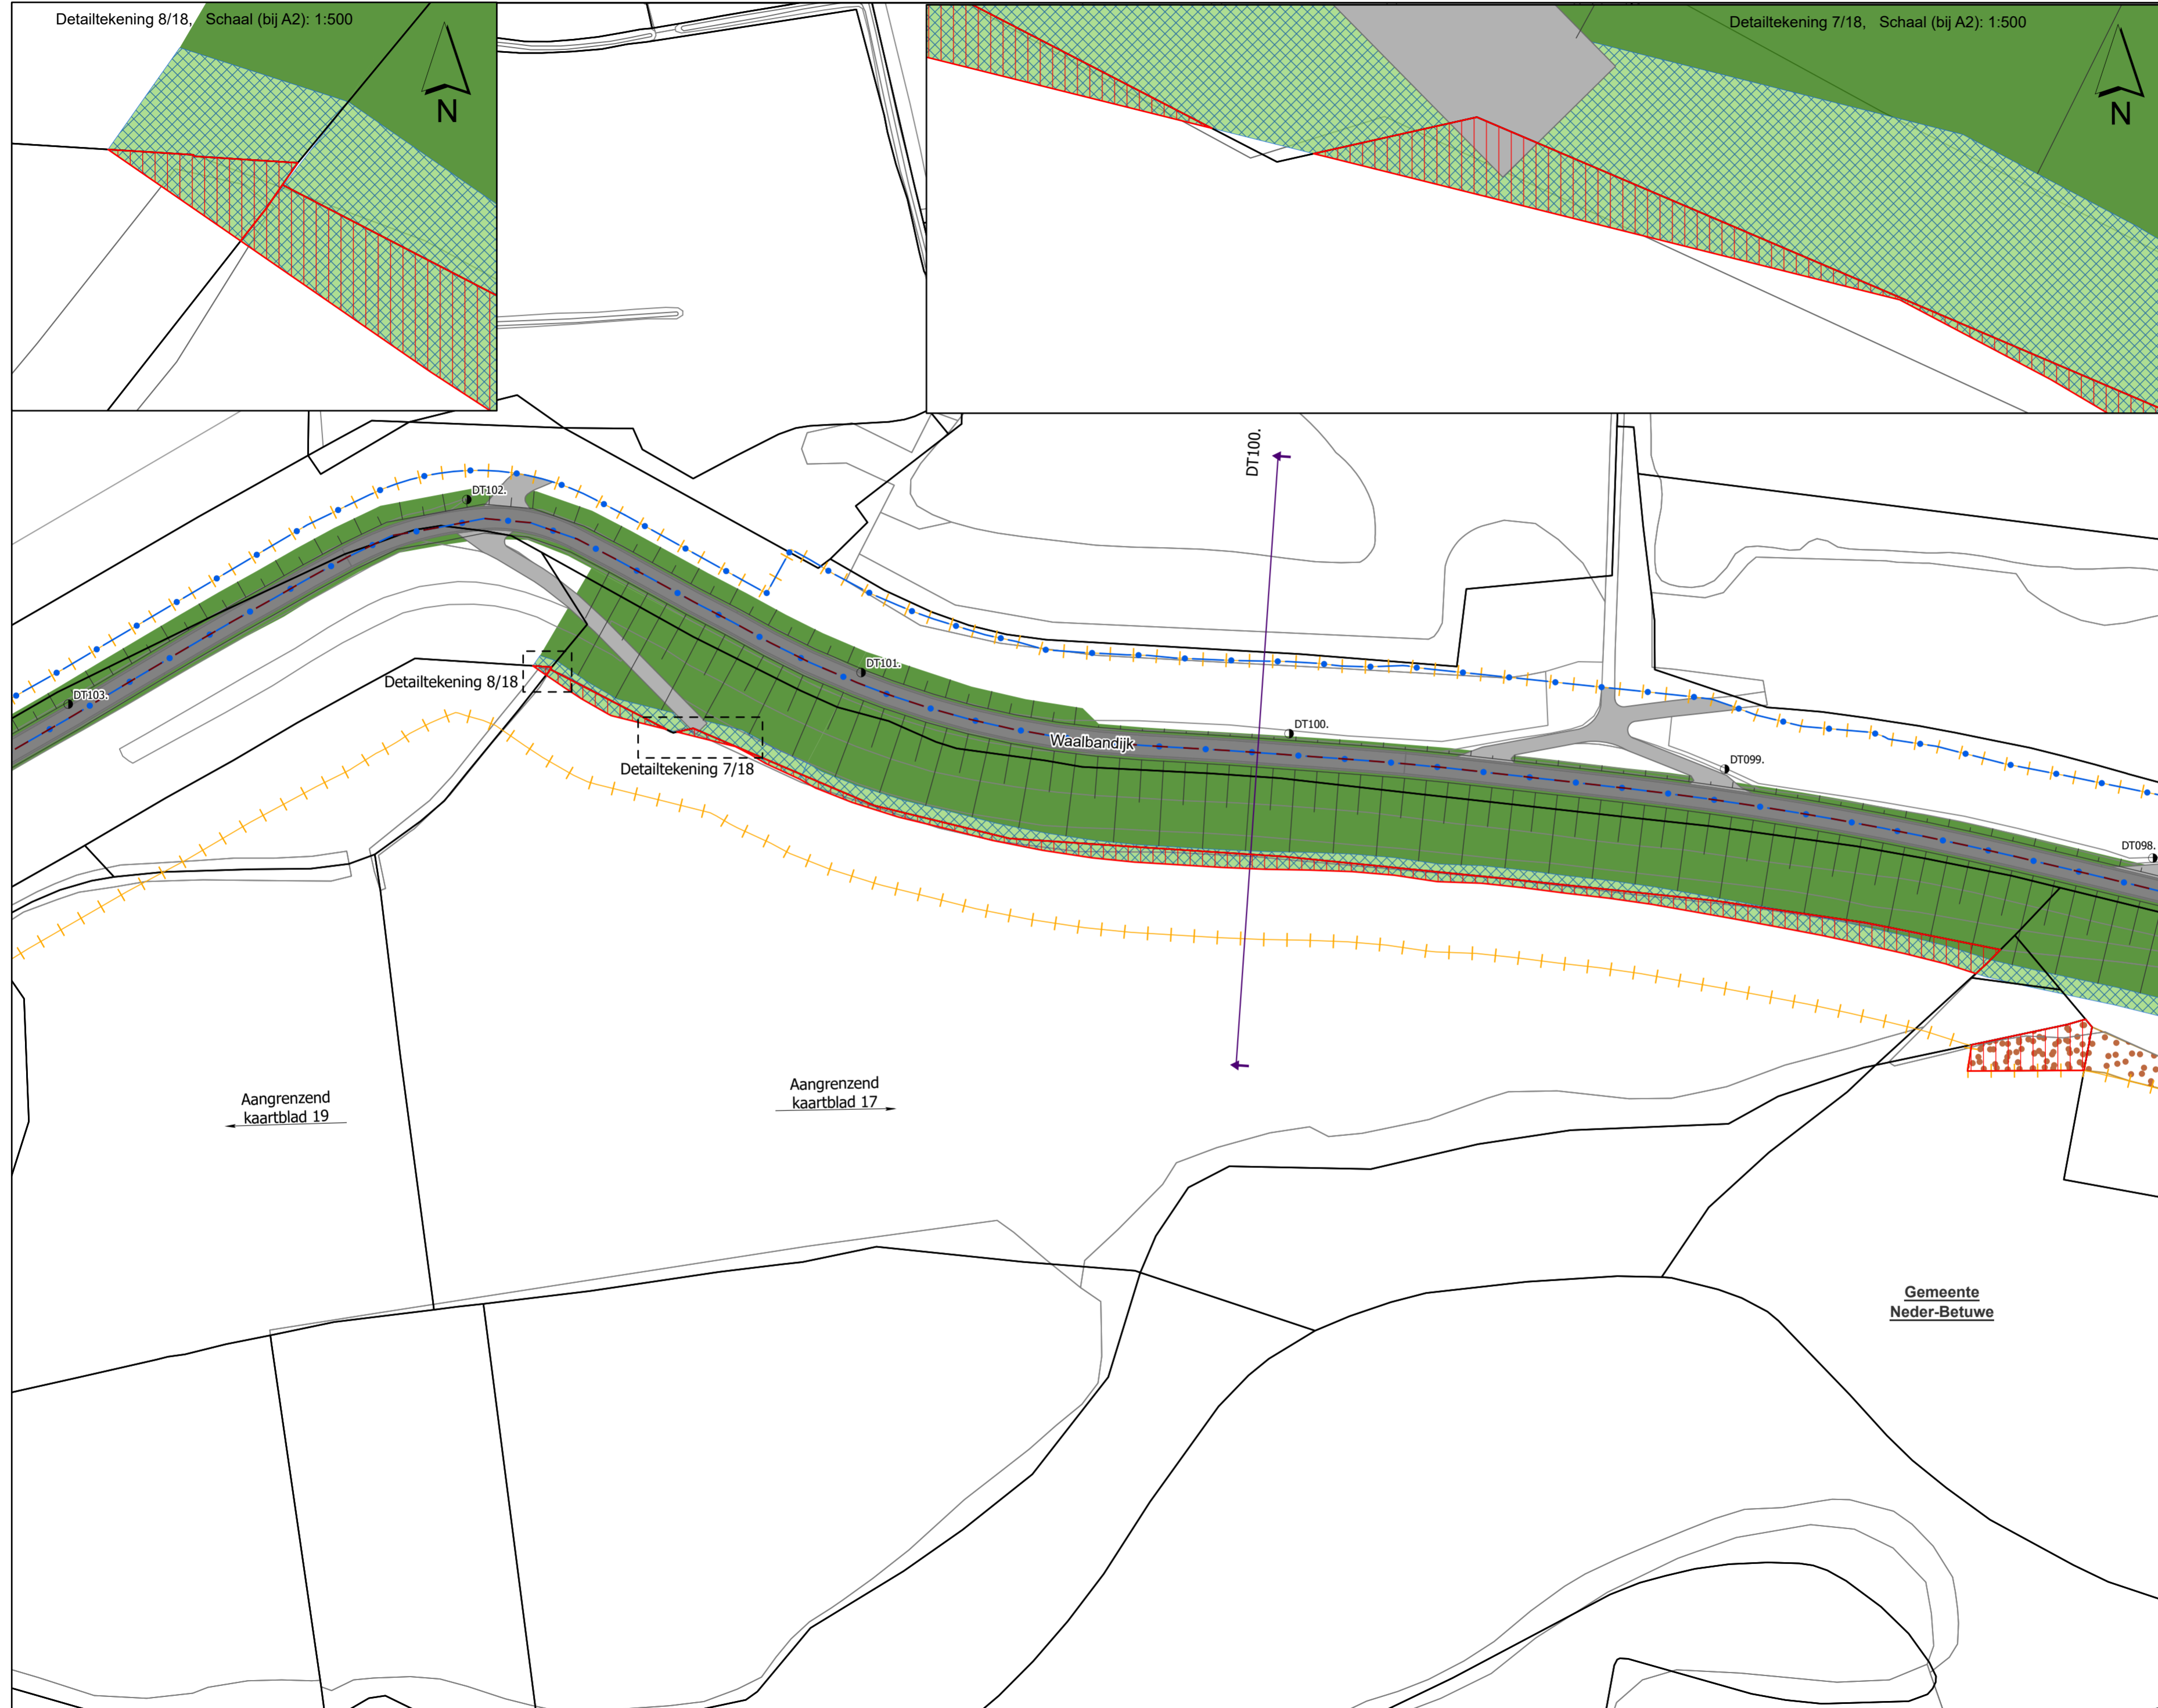 Detailtekening 8/18, Schaal (bij A2): 1:500
N
Detailtekening 7/18, Schaal (bij A2): 1:500
N
DT100.
DT102.
DT101.
DT103.
Detailtekening 8/18
Detailtekening 7/18
Waalbandijk
DT100.
DT099.
DT098.
Aangrenzend
kaartblad 19
Aangrenzend
kaartblad 17
Gemeente
Neder-Betuwe